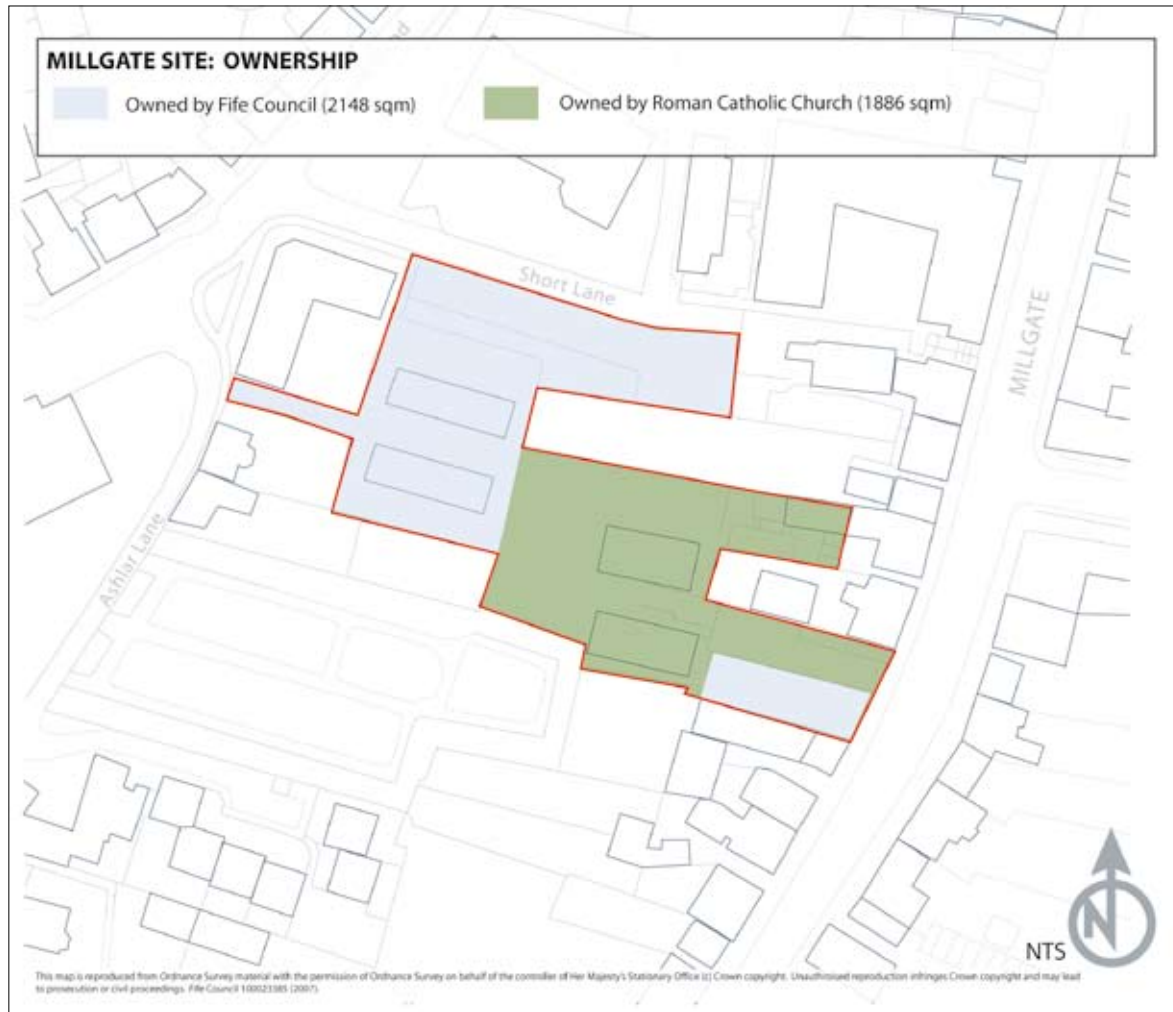 MILLGATE SITE: OWNERSHIP
Owned by Fife Council (2148 sqm)
Owned by Roman Catholic Church (1886 sqm)
Short Lane
MILLGATE
Ashlar Lane
N
NTS
This map is reproduced from Ordnance Survey material with the permission of Ordnance Survey on behalf of the controller of Her Majesty's Stationary Office (c) Crown copyright. Unauthorised reproduction infringes Crown copyright and may lead
to prosecution or civil proceedings. Fife Council 100023385 (2007).